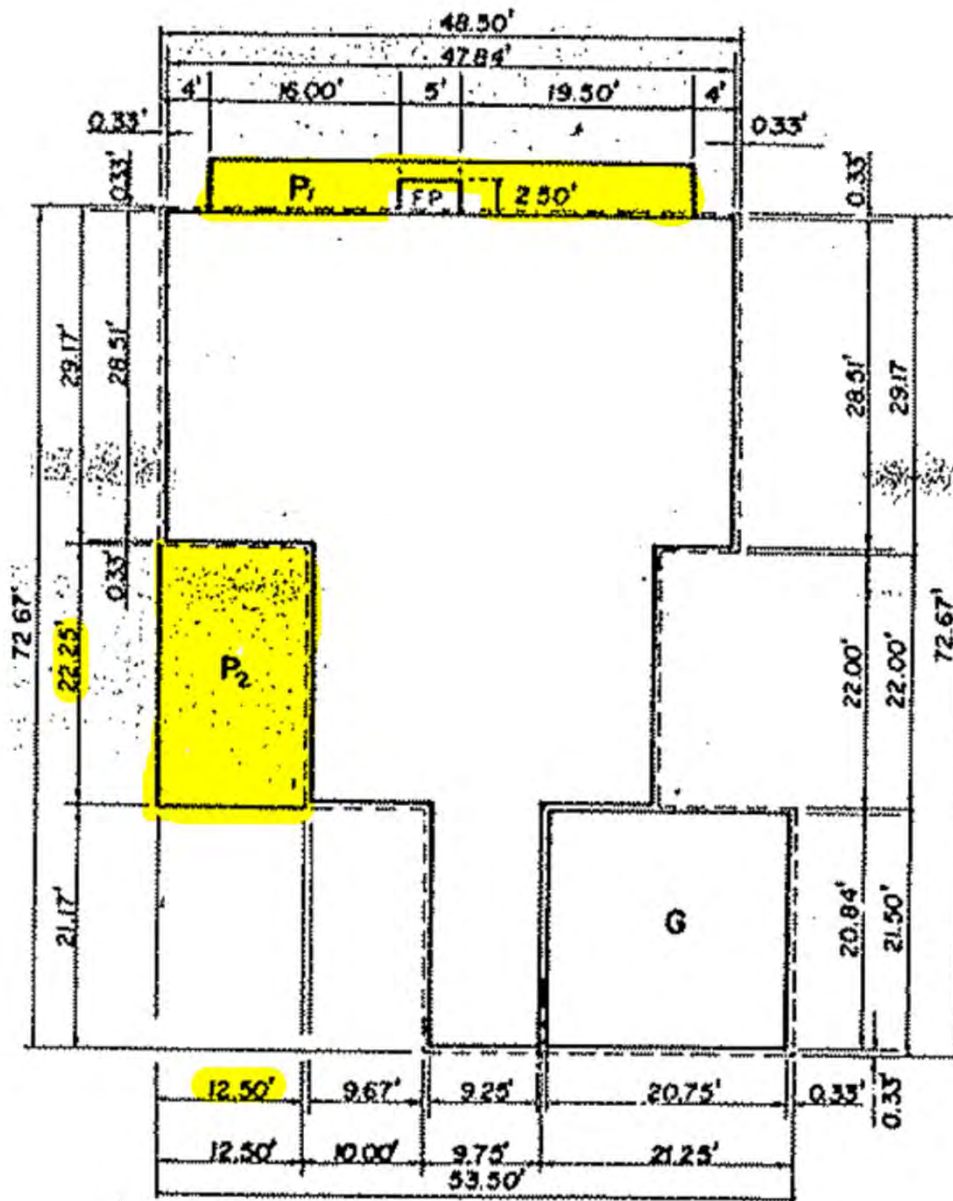 48.50'
47.84'
4' 16.00' 5' 19.50' 4'
0.33' 0.33'
0.33' P1 F.P. 2.50' 0.33'
29.17' 28.51' 28.51' 29.17
0.33'
72.67' 22.25' P2 22.00' 22.00' 72.67'
21.17' G 20.84' 21.50'
12.50' 9.67' 9.25' 20.75' 0.33' 0.33'
12.50' 10.00' 9.75' 21.25'
53.50'